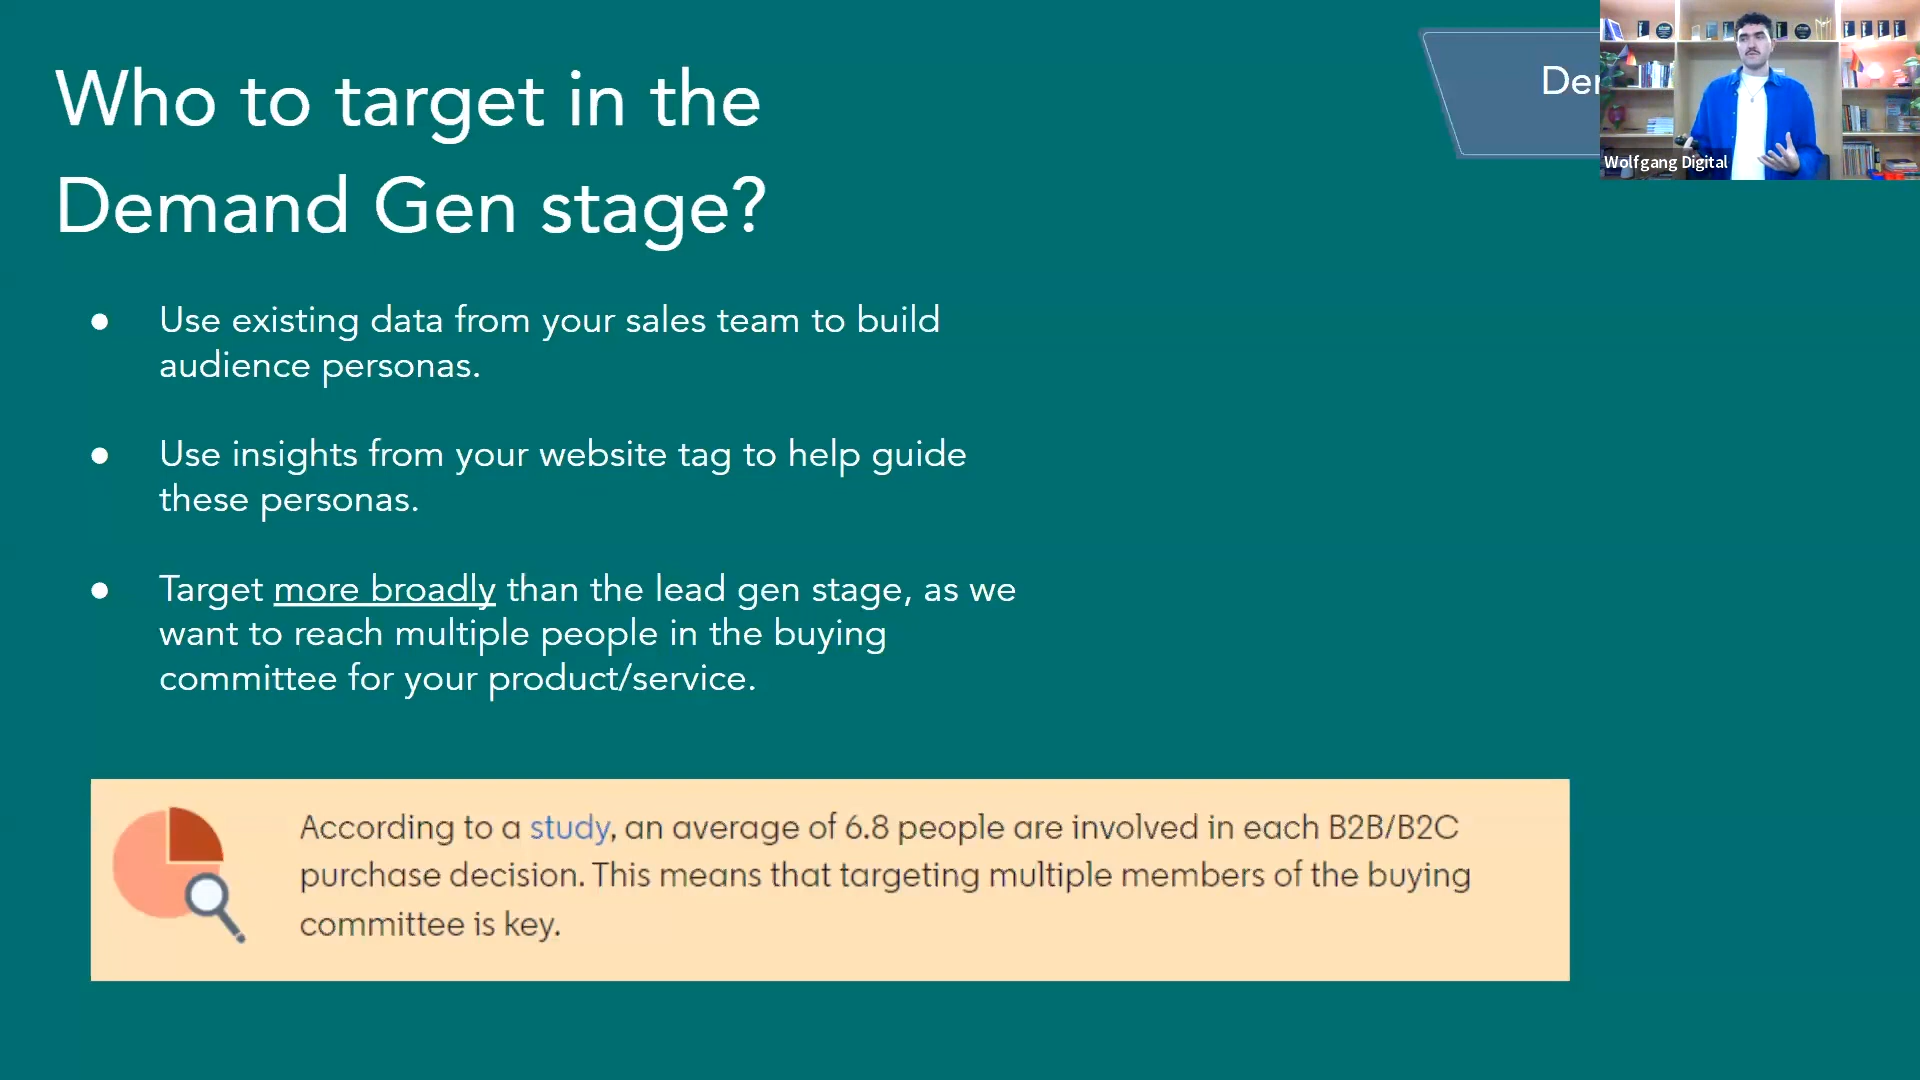 Who to target in the
Demand Gen stage?
Wolfgang Digital
● Use existing data from your sales team to build
audience personas.
● Use insights from your website tag to help guide
these personas.
● Target more broadly than the lead gen stage, as we
want to reach multiple people in the buying
committee for your product/service.
According to a study, an average of 6.8 people are involved in each B2B/B2C
purchase decision. This means that targeting multiple members of the buying
committee is key.